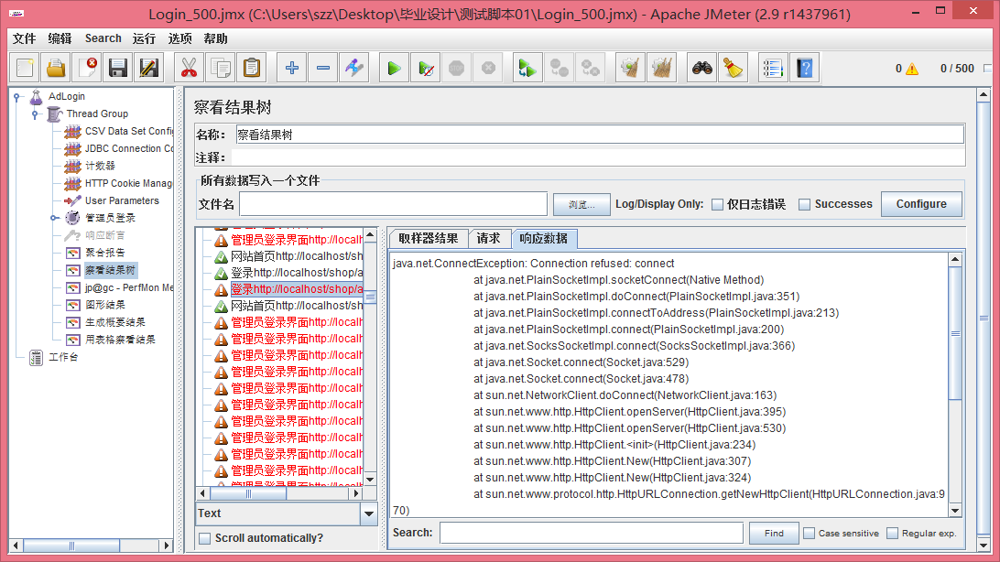 Login_500.jmx (C:\Users\szz\Desktop\毕业设计\测试脚本01\Login_500.jmx) - Apache JMeter (2.9 r1437961)
文件 编辑 Search 运行 选项 帮助
0 0 / 500
AdLogin
Thread Group
CSV Data Set Config
JDBC Connection Co
计数器
HTTP Cookie Manag
User Parameters
管理员登录
响应断言
聚合报告
察看结果树
jp@gc - PerfMon Me
图形结果
生成概要结果
用表格察看结果
工作台
察看结果树
名称： 察看结果树
注释：
所有数据写入一个文件
文件名 浏览... Log/Display Only: 仅日志错误 Successes Configure
管理员登录界面http://localh
网站首页http://localhost/sh
登录http://localhost/shop/a
登录http://localhost/shop/a
网站首页http://localhost/sh
管理员登录界面http://localh
管理员登录界面http://localh
管理员登录界面http://localh
管理员登录界面http://localh
管理员登录界面http://localh
管理员登录界面http://localh
管理员登录界面http://localh
管理员登录界面http://localh
管理员登录界面http://localh
管理员登录界面http://localh
管理员登录界面http://localh
Text
Scroll automatically?
取样器结果 请求 响应数据
java.net.ConnectException: Connection refused: connect
at java.net.PlainSocketImpl.socketConnect(Native Method)
at java.net.PlainSocketImpl.doConnect(PlainSocketImpl.java:351)
at java.net.PlainSocketImpl.connectToAddress(PlainSocketImpl.java:213)
at java.net.PlainSocketImpl.connect(PlainSocketImpl.java:200)
at java.net.SocksSocketImpl.connect(SocksSocketImpl.java:366)
at java.net.Socket.connect(Socket.java:529)
at java.net.Socket.connect(Socket.java:478)
at sun.net.NetworkClient.doConnect(NetworkClient.java:163)
at sun.net.www.http.HttpClient.openServer(HttpClient.java:395)
at sun.net.www.http.HttpClient.openServer(HttpClient.java:530)
at sun.net.www.http.HttpClient.<init>(HttpClient.java:234)
at sun.net.www.http.HttpClient.New(HttpClient.java:307)
at sun.net.www.http.HttpClient.New(HttpClient.java:324)
at sun.net.www.protocol.http.HttpURLConnection.getNewHttpClient(HttpURLConnection.java:9
70)
Search: Find Case sensitive Regular exp.